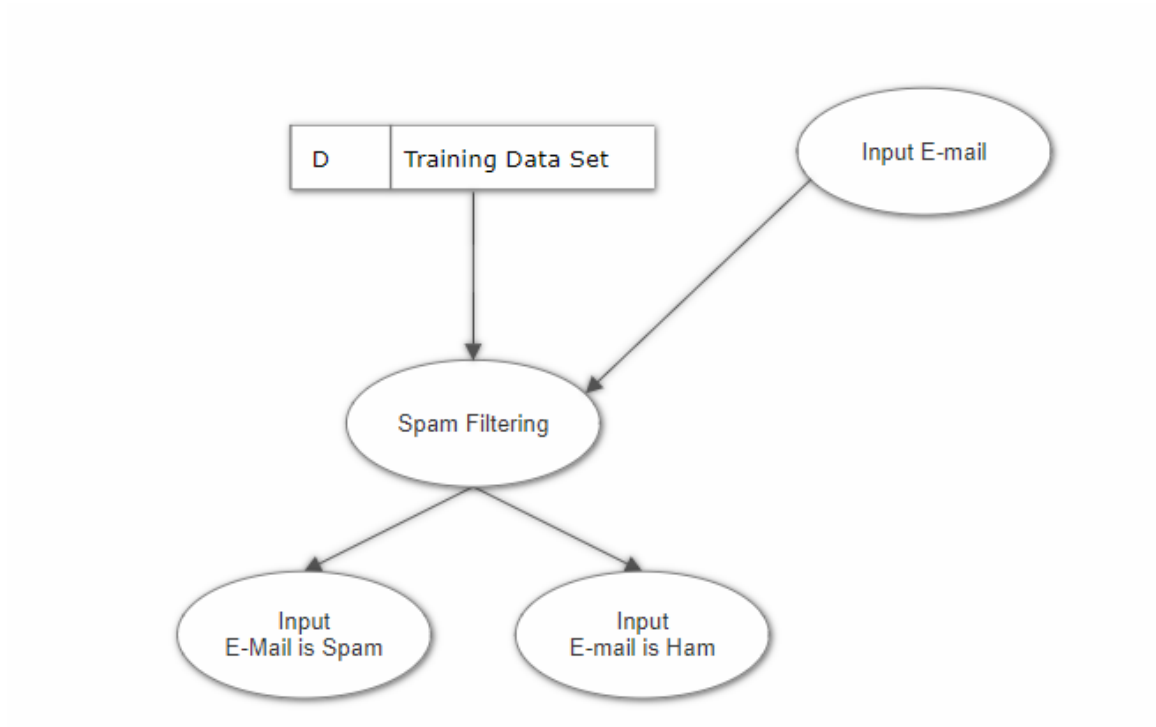 D
Training Data Set
Input E-mail
Spam Filtering
Input
E-Mail is Spam
Input
E-mail is Ham